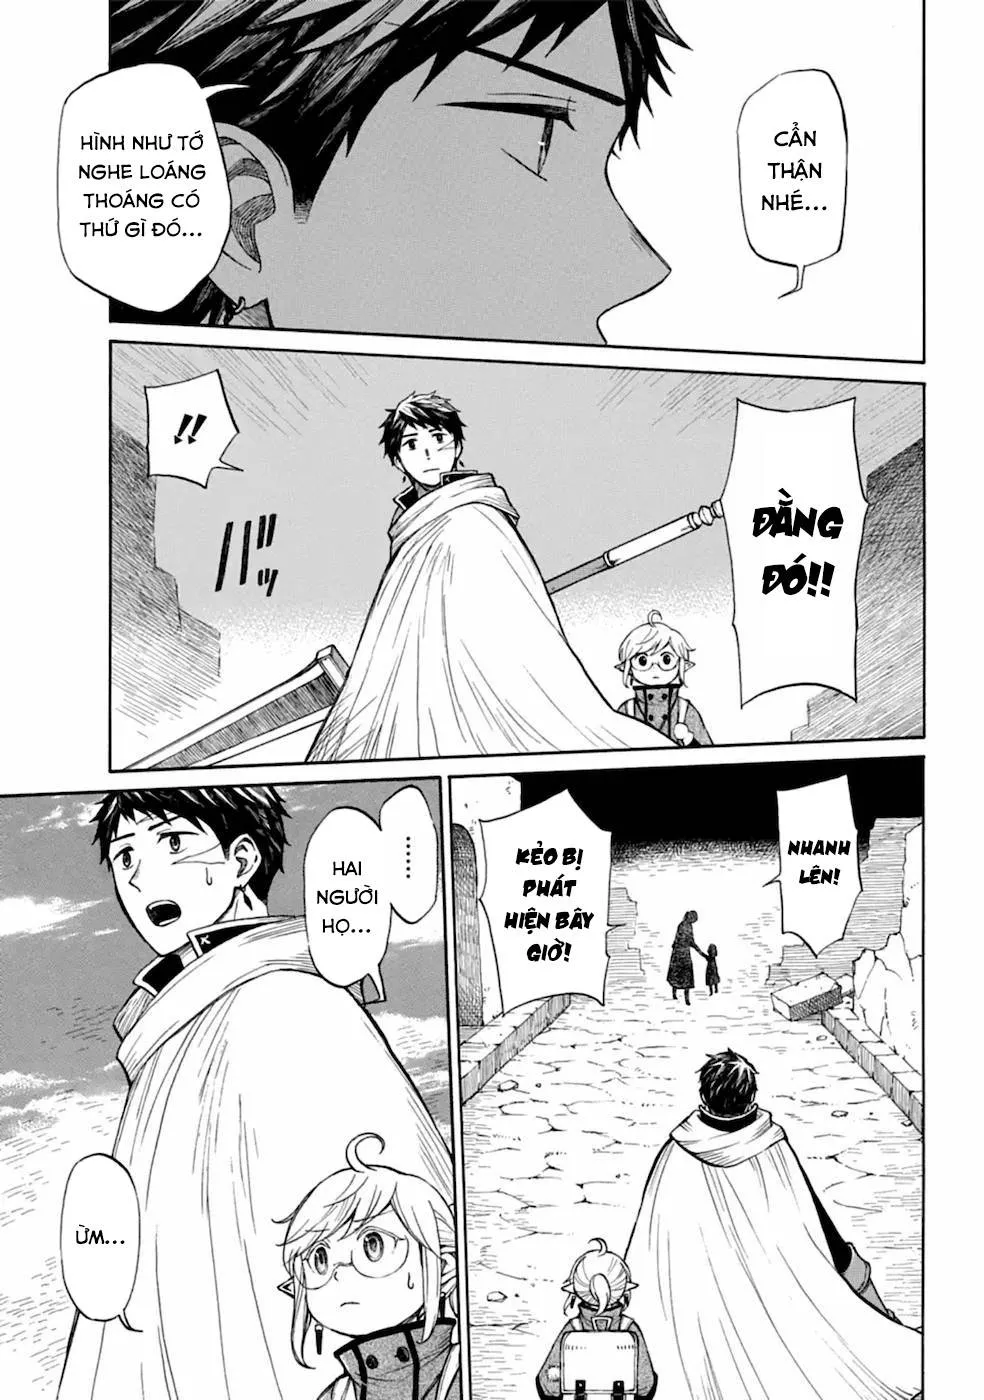 CẨN
THẬN
NHÉ...
HÌNH NHƯ TỚ
NGHE LOÁNG
THOÁNG CÓ
THỨ GÌ ĐÓ...
ĐẰNG
ĐÓ!!
!!
NHANH
LÊN!
KẺO BỊ
PHÁT
HIỆN BÂY
GIỜ!
......
HAI
NGƯỜI
HỌ...
ỪM...